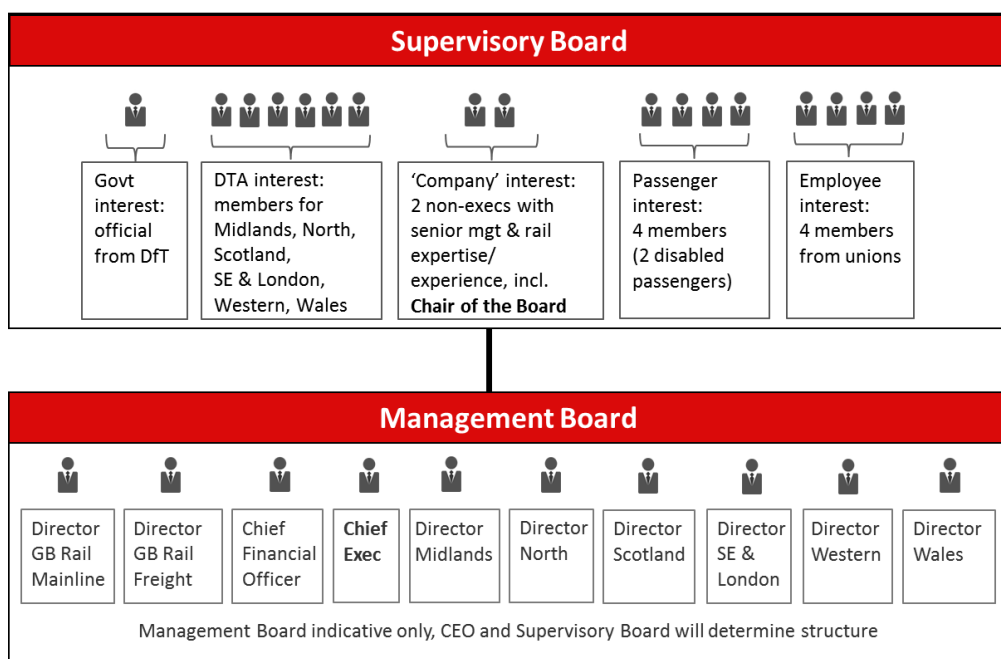 Supervisory Board
Govt
interest:
official
from DfT
DTA interest:
members for
Midlands, North,
Scotland,
SE & London,
Western, Wales
‘Company’ interest:
2 non-execs with
senior mgt & rail
expertise/
experience, incl.
Chair of the Board
Passenger
interest:
4 members
(2 disabled
passengers)
Employee
interest:
4 members
from unions
Management Board
Director
GB Rail
Mainline
Director
GB Rail
Freight
Chief
Financial
Officer
Chief
Exec
Director
Midlands
Director
North
Director
Scotland
Director
SE &
London
Director
Western
Director
Wales
Management Board indicative only, CEO and Supervisory Board will determine structure